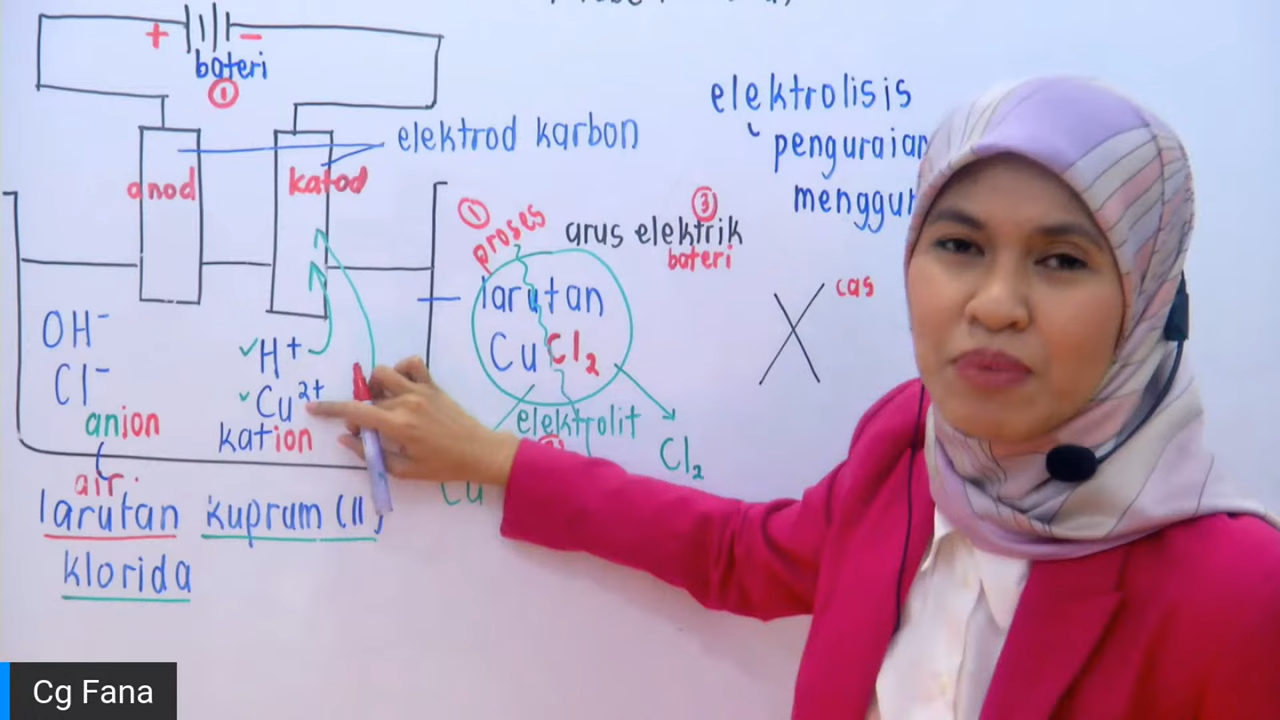 + -
bateri
①
elektrod karbon
anod
katod
elektrolisis
penguraian
① proses
arus elektrik ③
bateri
larutan
CuCl₂
elektrolit
Cu
Cl₂
cas
OH⁻
Cl⁻
anion
✓H⁺
✓Cu²⁺
kation
air
larutan kuprum (II)
klorida
Cg Fana